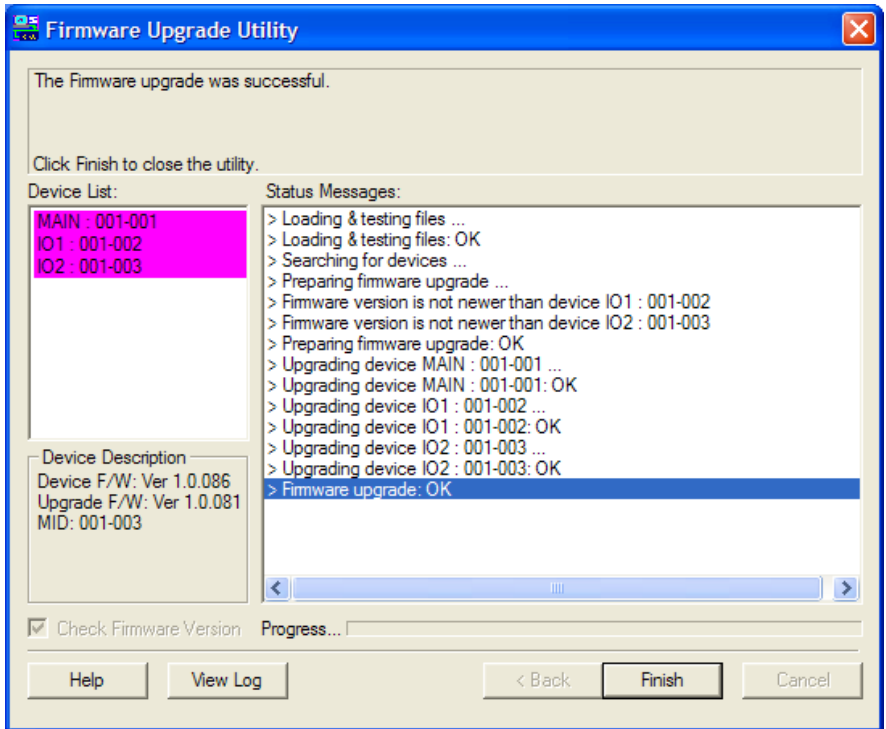 Firmware Upgrade Utility
The Firmware upgrade was successful.
Click Finish to close the utility.
Device List:
MAIN : 001-001
IO1 : 001-002
IO2 : 001-003
Status Messages:
> Loading & testing files ...
> Loading & testing files: OK
> Searching for devices ...
> Preparing firmware upgrade ...
> Firmware version is not newer than device IO1 : 001-002
> Firmware version is not newer than device IO2 : 001-003
> Preparing firmware upgrade: OK
> Upgrading device MAIN : 001-001 ...
> Upgrading device MAIN : 001-001: OK
> Upgrading device IO1 : 001-002 ...
> Upgrading device IO1 : 001-002: OK
> Upgrading device IO2 : 001-003 ...
> Upgrading device IO2 : 001-003: OK
> Firmware upgrade: OK
Device Description
Device F/W: Ver 1.0.086
Upgrade F/W: Ver 1.0.081
MID: 001-003
Check Firmware Version
Progress...
Help
View Log
< Back
Finish
Cancel